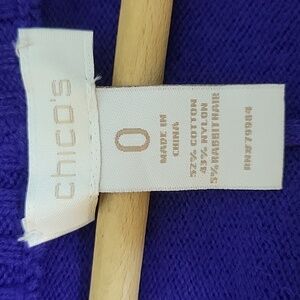 chico's
0
MADE IN
CHINA
52% COTTON
43% NYLON
5% RABBIT HAIR
RN #79984